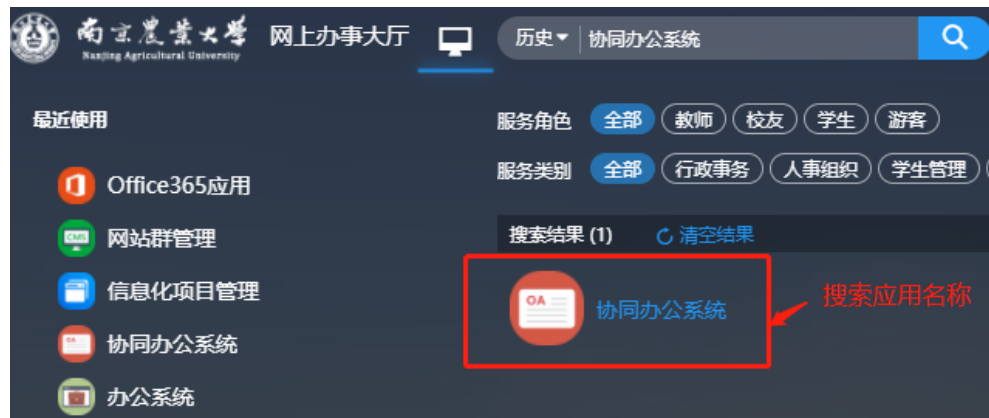 南京农业大学 网上办事大厅 历史 协同办公系统
Nanjing Agricultural University
最近使用
Office365应用
网站群管理
信息化项目管理
协同办公系统
办公系统
服务角色 全部 教师 校友 学生 游客
服务类别 全部 行政事务 人事组织 学生管理
搜索结果 (1) 清空结果
OA 协同办公系统
搜索应用名称
CMS